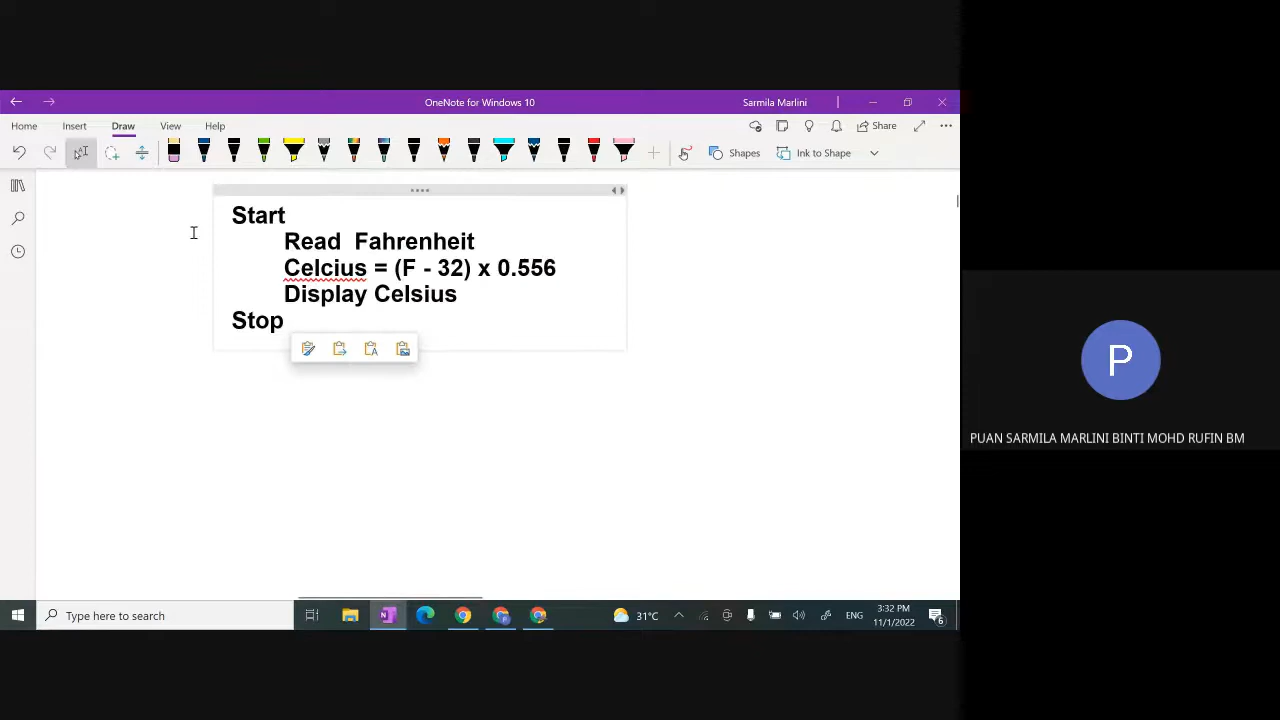 OneNote for Windows 10
Sarmila Marlini
Home Insert Draw View Help
Share
Shapes
Ink to Shape
Start
Read Fahrenheit
Celcius = (F - 32) x 0.556
Display Celsius
Stop
P
PUAN SARMILA MARLINI BINTI MOHD RUFIN BM
Type here to search
31°C
ENG
3:32 PM
11/1/2022
6